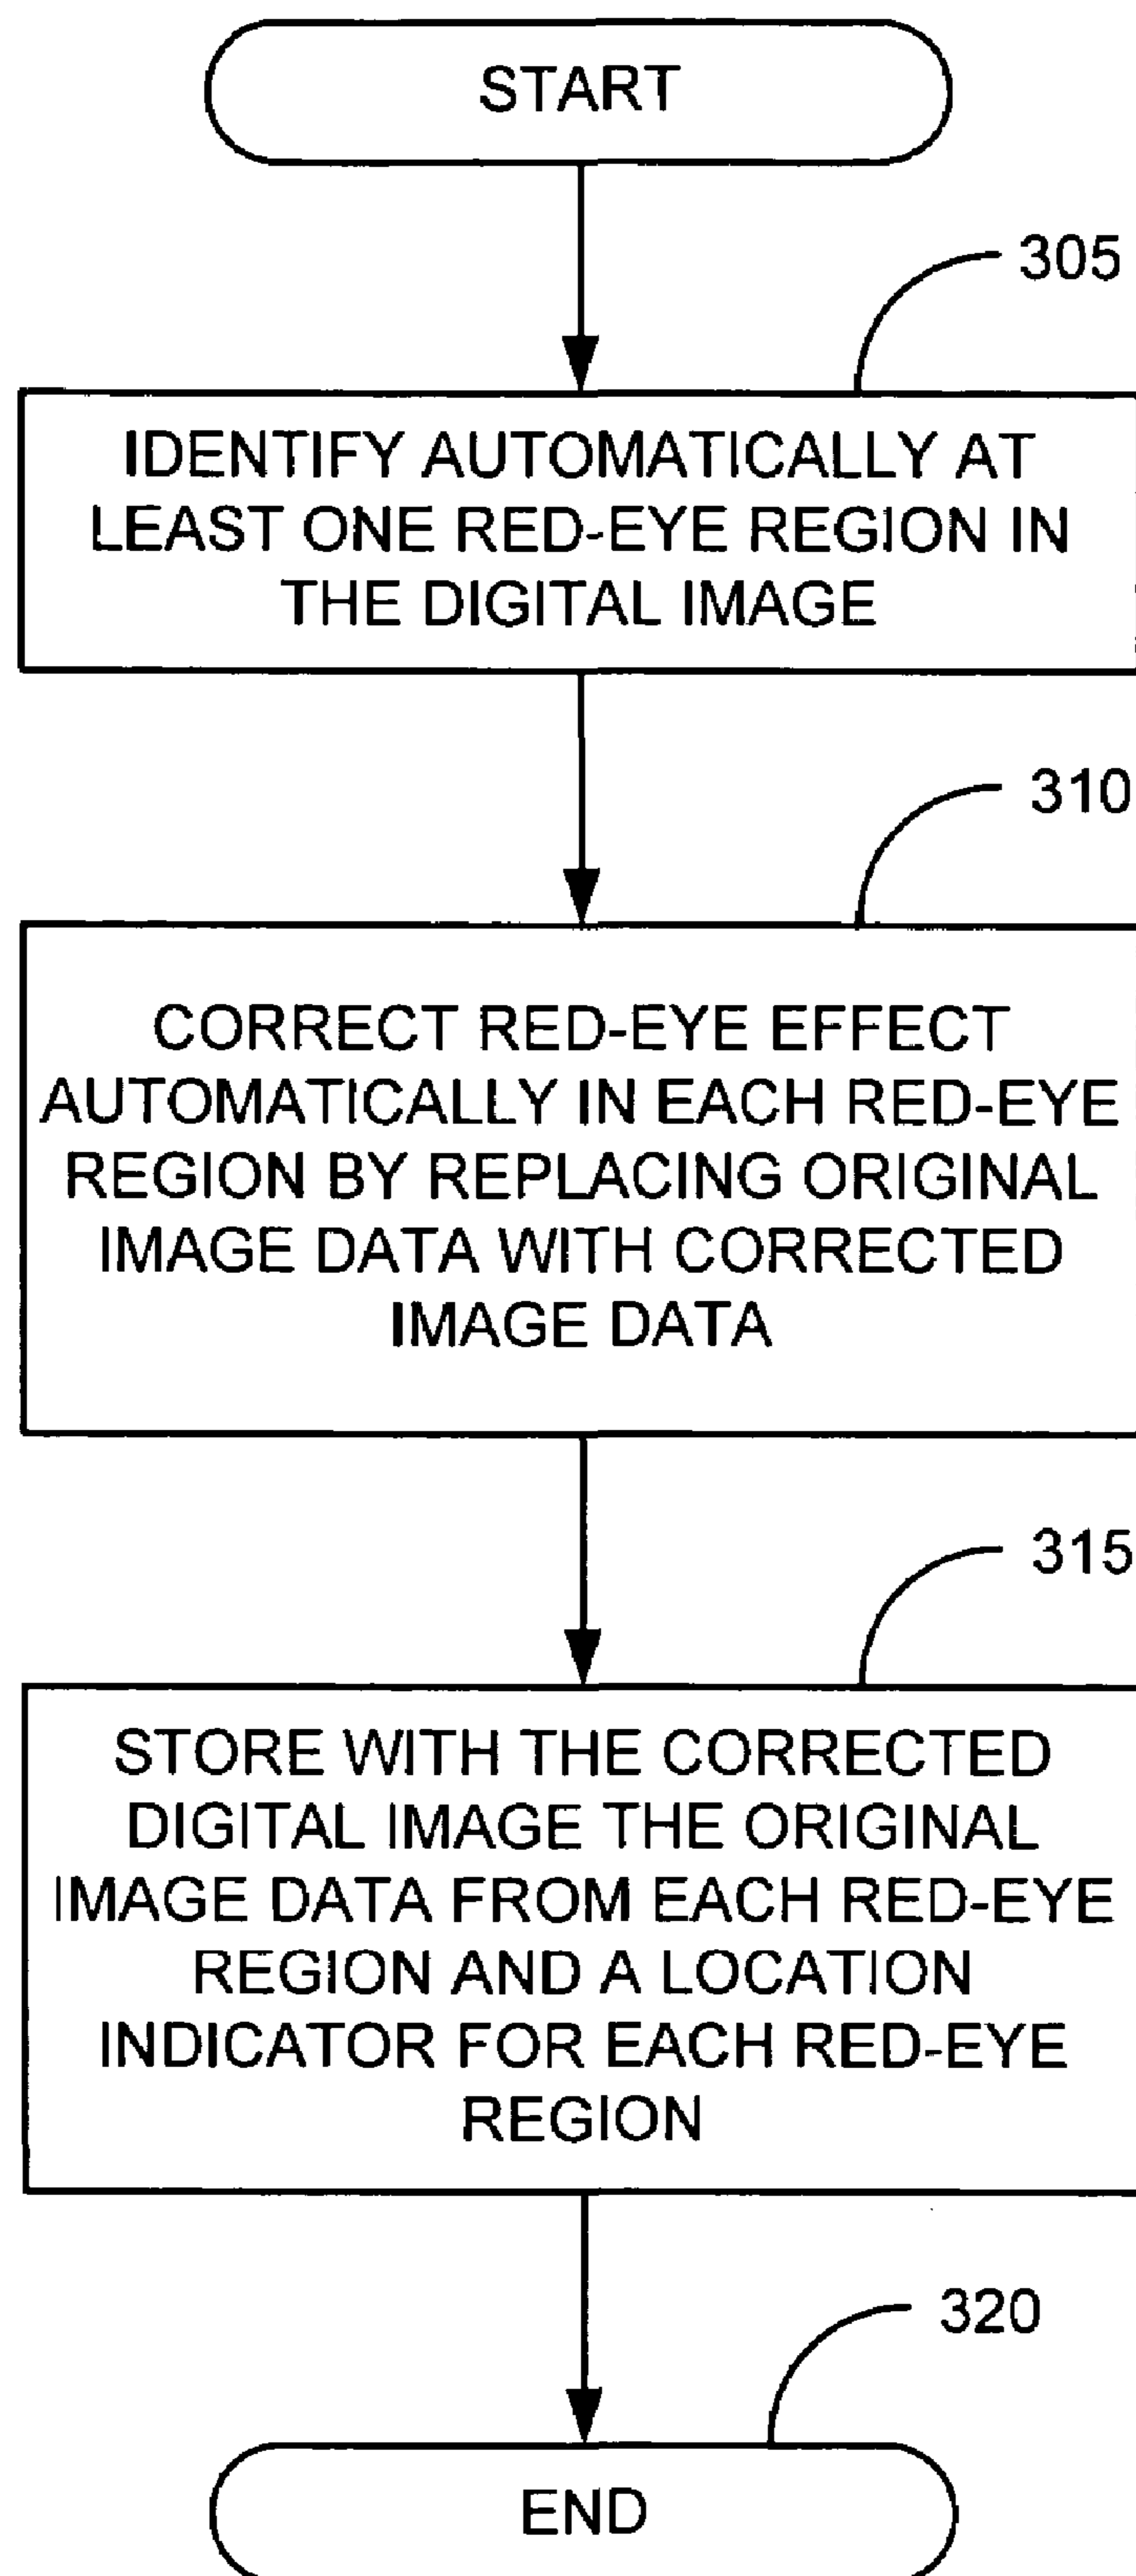 START
305
IDENTIFY AUTOMATICALLY AT
LEAST ONE RED-EYE REGION IN
THE DIGITAL IMAGE
310
CORRECT RED-EYE EFFECT
AUTOMATICALLY IN EACH RED-EYE
REGION BY REPLACING ORIGINAL
IMAGE DATA WITH CORRECTED
IMAGE DATA
315
STORE WITH THE CORRECTED
DIGITAL IMAGE THE ORIGINAL
IMAGE DATA FROM EACH RED-EYE
REGION AND A LOCATION
INDICATOR FOR EACH RED-EYE
REGION
320
END